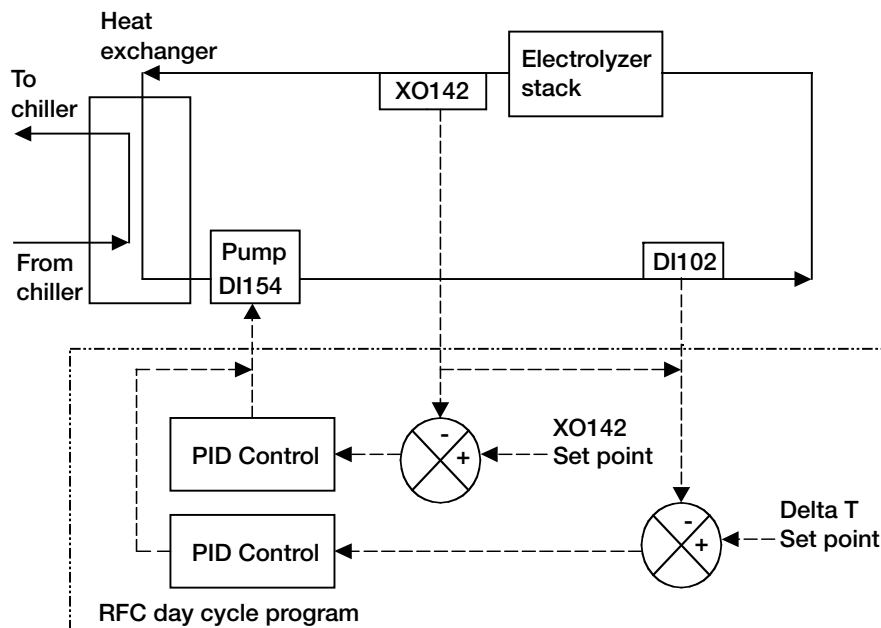 Heat
exchanger
To
chiller
XO142
Electrolyzer
stack
From
chiller
Pump
DI154
DI102
PID Control
-
+
XO142
Set point
PID Control
-
+
Delta T
Set point
RFC day cycle program